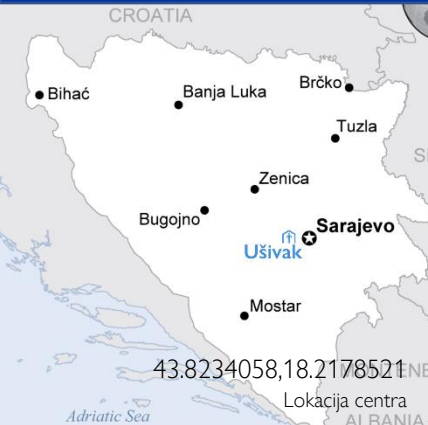 CROATIA
Brčko
Bihać
Banja Luka
Tuzla
S
Zenica
Bugojno
Sarajevo
Ušivak
Mostar
43.8234058,18.2178521
NTENE
Lokacija centra
Adriatic Sea
ALBANIA